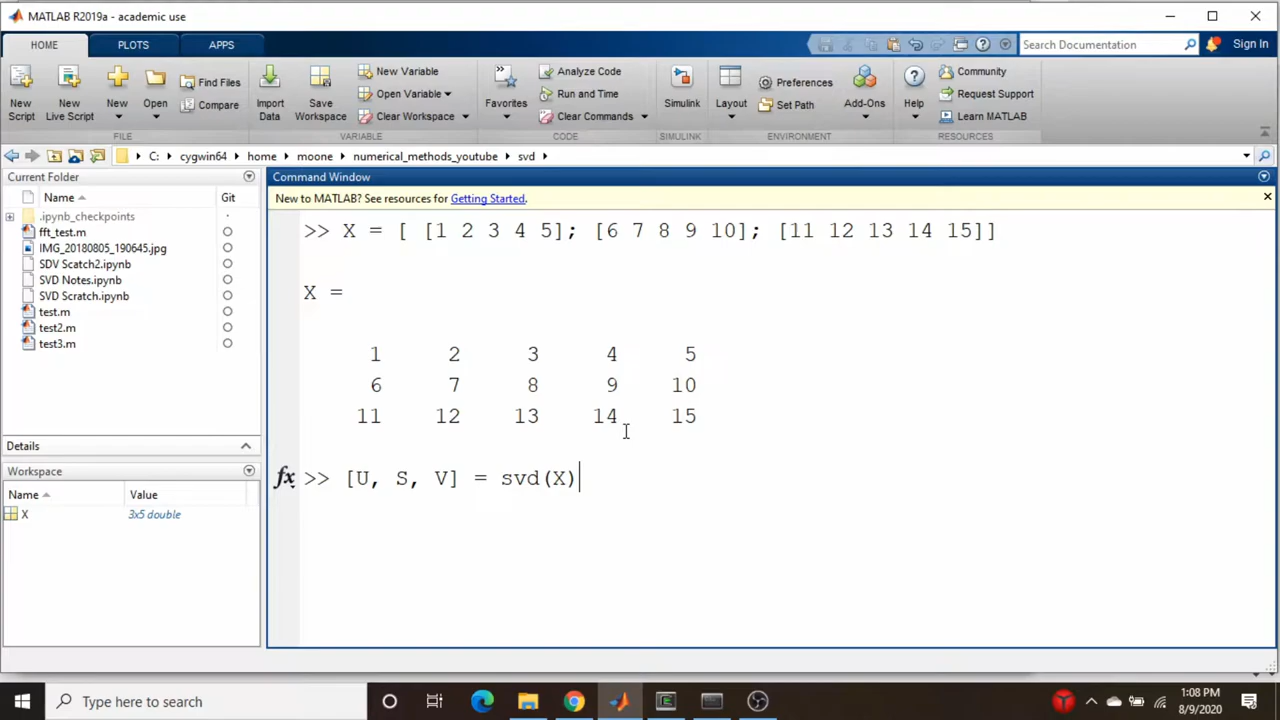 MATLAB R2019a - academic use
HOME PLOTS APPS
Search Documentation
Sign In
New Script
New Live Script
New
Open
Find Files
Compare
Import Data
Save Workspace
New Variable
Open Variable
Clear Workspace
Favorites
Analyze Code
Run and Time
Clear Commands
Simulink
Layout
Preferences
Set Path
Add-Ons
Help
Community
Request Support
Learn MATLAB
FILE VARIABLE CODE SIMULINK ENVIRONMENT RESOURCES
C: cygwin64 home moone numerical_methods_youtube svd
Current Folder
Name Git
.ipynb_checkpoints
fft_test.m
IMG_20180805_190645.jpg
SDV Scatch2.ipynb
SVD Notes.ipynb
SVD Scratch.ipynb
test.m
test2.m
test3.m
Details
Workspace
Name Value
X 3x5 double
Command Window
New to MATLAB? See resources for Getting Started.
>> X = [ [1 2 3 4 5]; [6 7 8 9 10]; [11 12 13 14 15]]
X =
1 2 3 4 5
6 7 8 9 10
11 12 13 14 15
fx >> [U, S, V] = svd(X)
Type here to search
1:08 PM
8/9/2020